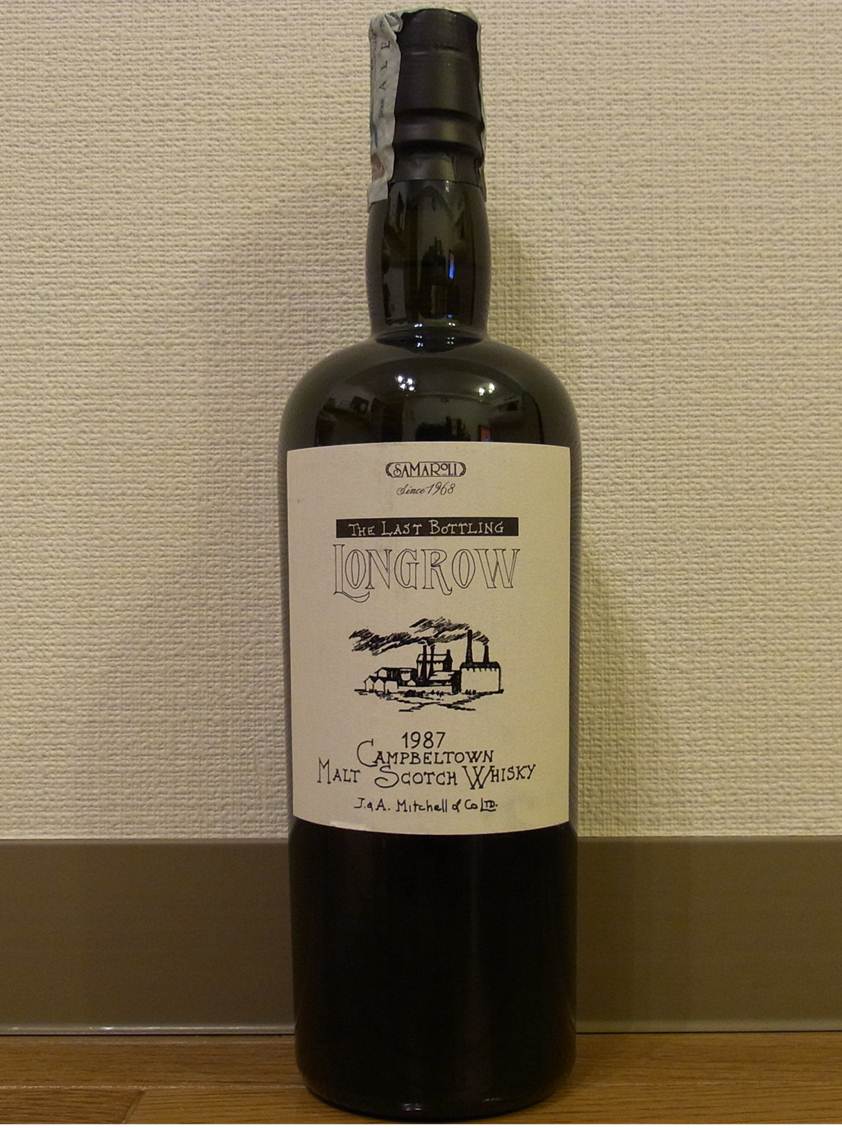 SAMAROLI
Since 1968
THE LAST BOTTLING
LONGROW
1987
CAMPBELTOWN
MALT SCOTCH WHISKY
J. & A. Mitchell & Co LTD.